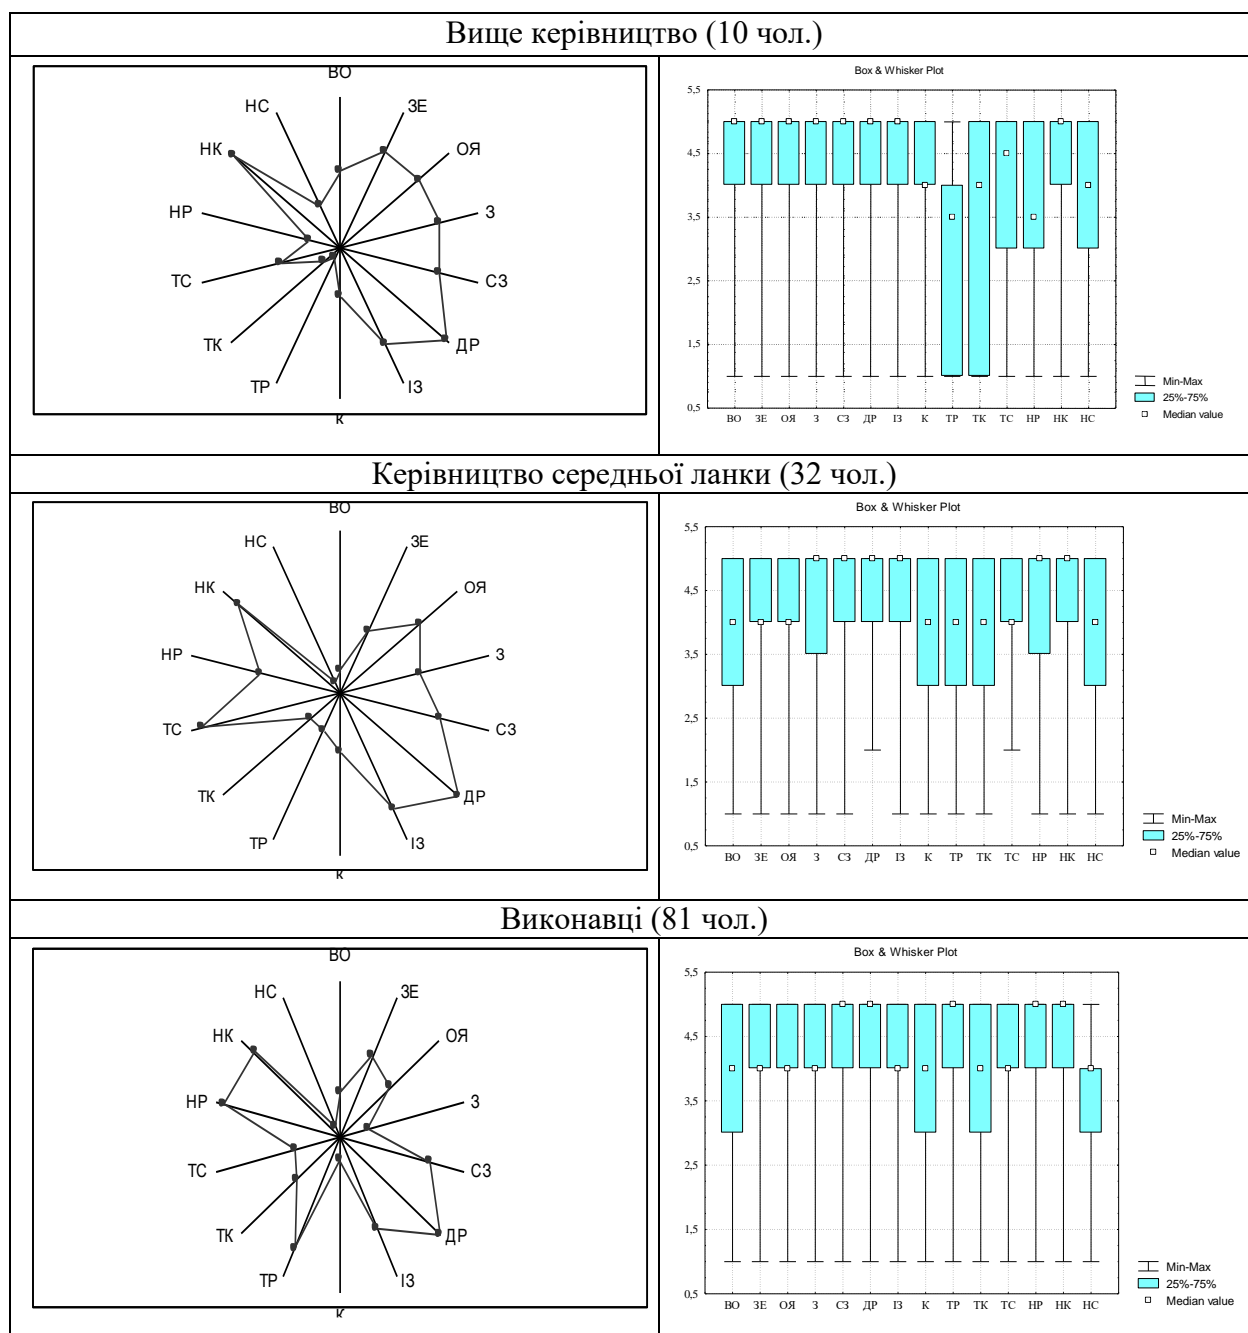 Вище керівництво (10 чол.)
ВО
НС
ЗЕ
НК
ОЯ
НР
З
ТС
СЗ
ТК
ДР
ТР
ІЗ
К
Box & Whisker Plot
5,5
4,5
3,5
2,5
1,5
0,5
ВО ЗЕ ОЯ З СЗ ДР ІЗ К ТР ТК ТС НР НК НС
Min-Max
25%-75%
Median value
Керівництво середньої ланки (32 чол.)
ВО
НС
ЗЕ
НК
ОЯ
НР
З
ТС
СЗ
ТК
ДР
ТР
ІЗ
К
Box & Whisker Plot
5,5
4,5
3,5
2,5
1,5
0,5
ВО ЗЕ ОЯ З СЗ ДР ІЗ К ТР ТК ТС НР НК НС
Min-Max
25%-75%
Median value
Виконавці (81 чол.)
ВО
НС
ЗЕ
НК
ОЯ
НР
З
ТС
СЗ
ТК
ДР
ТР
ІЗ
К
Box & Whisker Plot
5,5
4,5
3,5
2,5
1,5
0,5
ВО ЗЕ ОЯ З СЗ ДР ІЗ К ТР ТК ТС НР НК НС
Min-Max
25%-75%
Median value